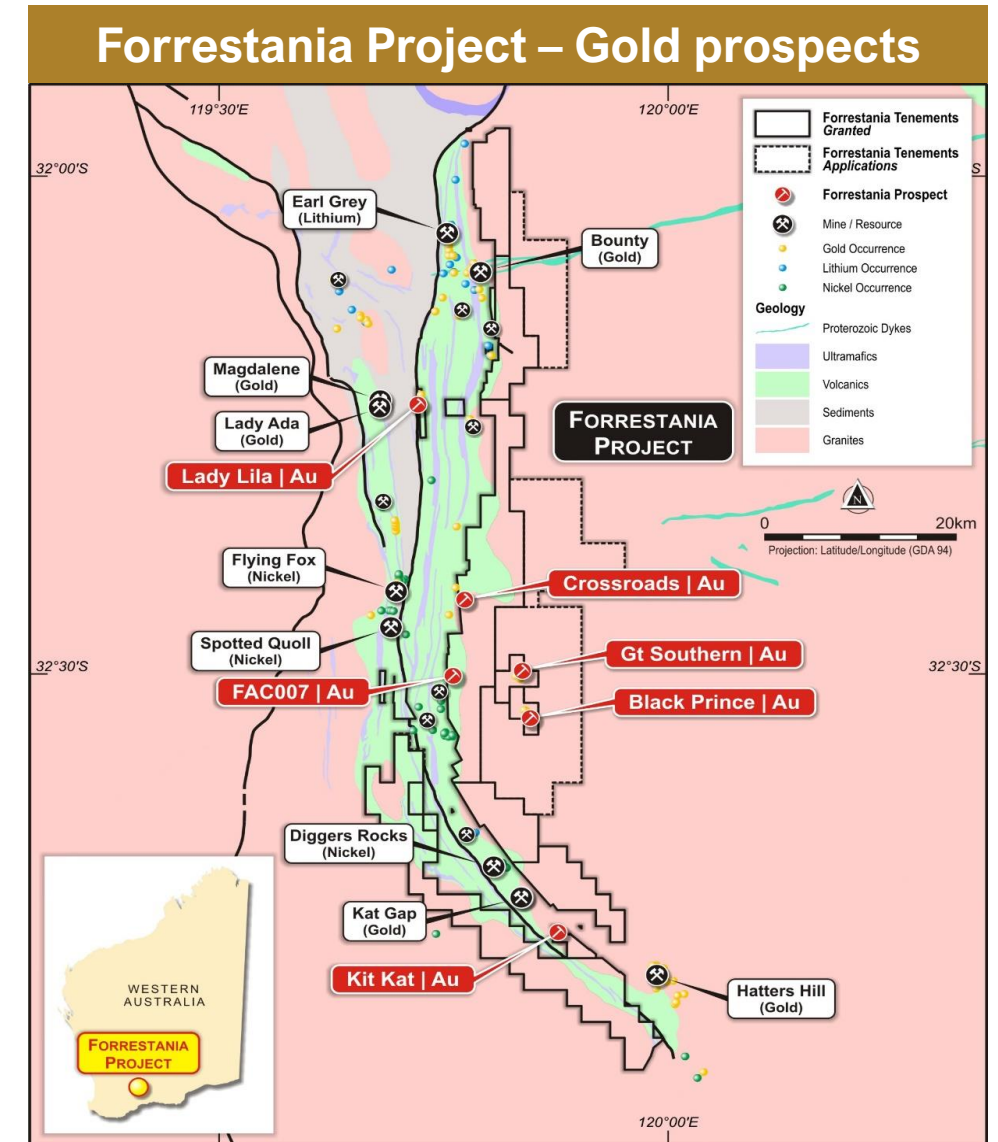 Forrestania Project – Gold prospects
119°30'E
120°00'E
32°00'S
S
Forrestania Tenements
Granted
Forrestania Tenements
Applications
Forrestania Prospect
Mine / Resource
Gold Occurrence
Lithium Occurrence
Nickel Occurrence
Geology
Proterozoic Dykes
Ultramafics
Volcanics
Sediments
Granites
Earl Grey
(Lithium)
Bounty
(Gold)
Magdalene
(Gold)
Lady Ada
(Gold)
Lady Lila | Au
FORRESTANIA
PROJECT
N
0
20km
Projection: Latitude/Longitude (GDA 94)
Flying Fox
(Nickel)
Crossroads | Au
Spotted Quoll
(Nickel)
Gt Southern | Au
32°30'S
32°30'S
FAC007 | Au
Black Prince | Au
Diggers Rocks
(Nickel)
Kat Gap
(Gold)
Kit Kat | Au
Hatters Hill
(Gold)
WESTERN
AUSTRALIA
FORRESTANIA
PROJECT
120°00'E